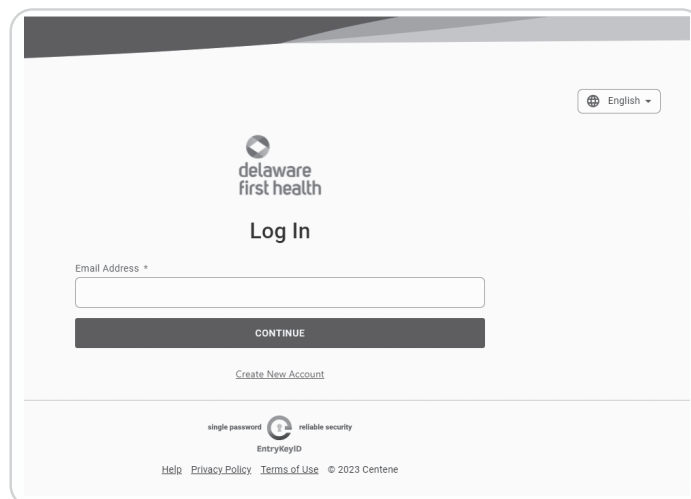 English
delaware
first health
Log In
Email Address *
CONTINUE
Create New Account
single password reliable security
EntryKeyID
Help Privacy Policy Terms of Use © 2023 Centene